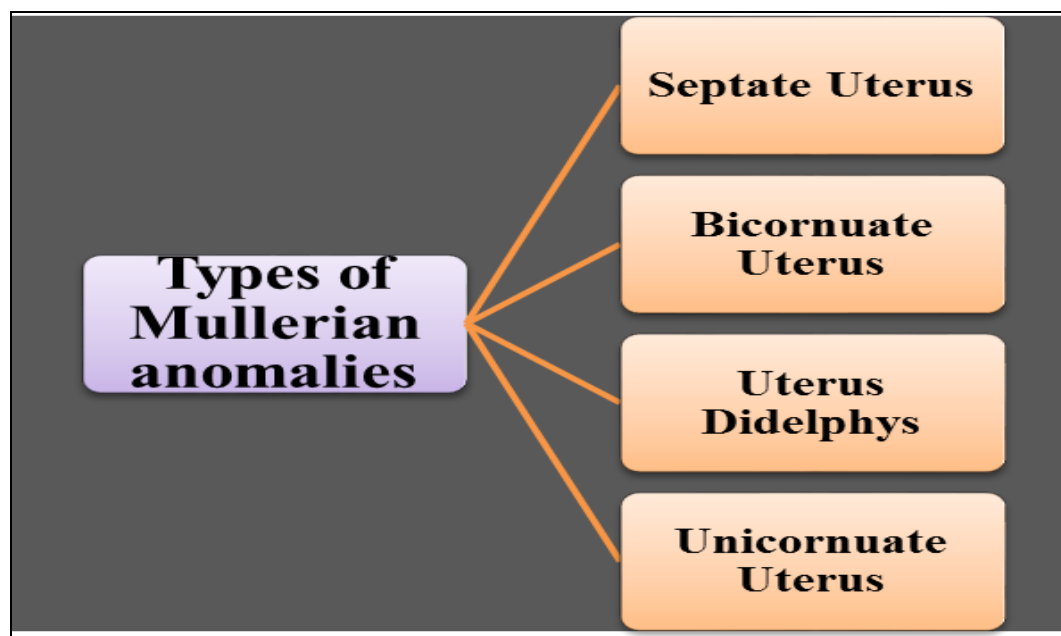 Types of
Mullerian
anomalies
Septate Uterus
Bicornuate
Uterus
Uterus
Didelphys
Unicornuate
Uterus